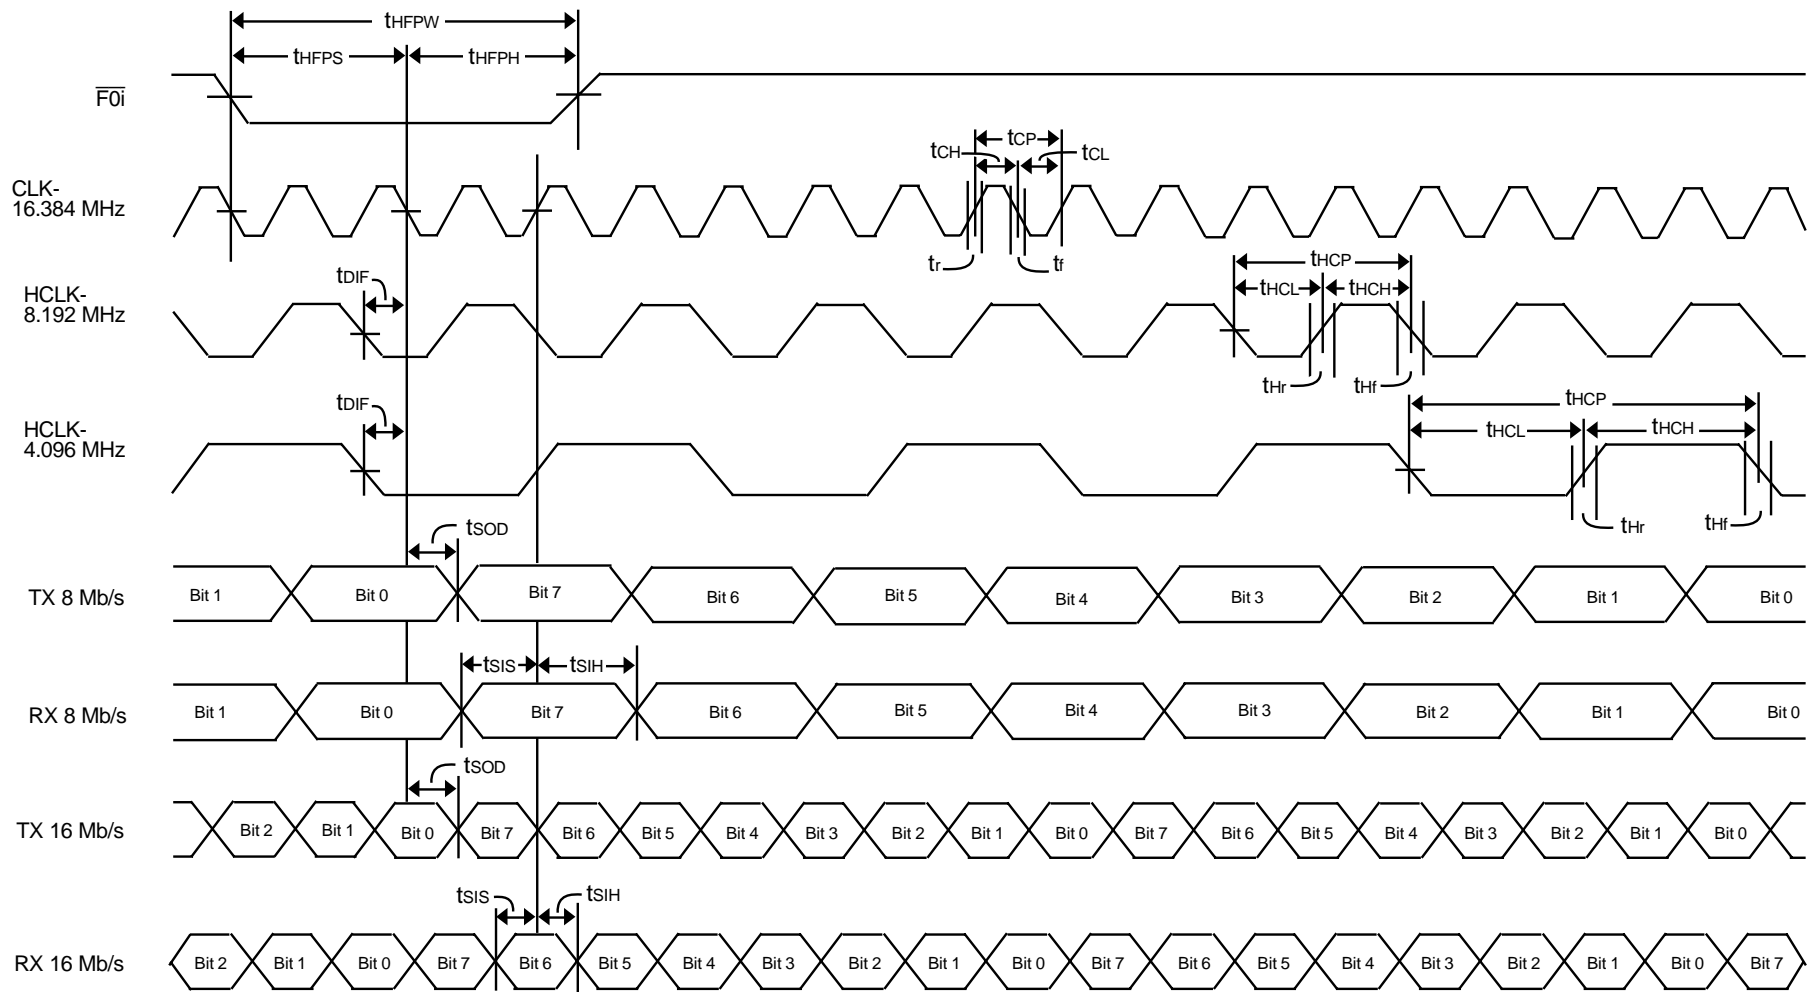 tHFPW
tHFPS tHFPH
F0i
tCP
tCH tCL
CLK-
16.384 MHz
tr tf
tDIF tHCP
HCLK-
8.192 MHz
tHCL tHCH
tHr tHf
tDIF tHCP
HCLK-
4.096 MHz
tHCL tHCH
tHr tHf
tSOD
TX 8 Mb/s Bit 1 Bit 0 Bit 7 Bit 6 Bit 5 Bit 4 Bit 3 Bit 2 Bit 1 Bit 0
tSIS tSIH
RX 8 Mb/s Bit 1 Bit 0 Bit 7 Bit 6 Bit 5 Bit 4 Bit 3 Bit 2 Bit 1 Bit 0
tSOD
TX 16 Mb/s Bit 2 Bit 1 Bit 0 Bit 7 Bit 6 Bit 5 Bit 4 Bit 3 Bit 2 Bit 1 Bit 0 Bit 7 Bit 6 Bit 5 Bit 4 Bit 3 Bit 2 Bit 1 Bit 0
tSIS tSIH
RX 16 Mb/s Bit 2 Bit 1 Bit 0 Bit 7 Bit 6 Bit 5 Bit 4 Bit 3 Bit 2 Bit 1 Bit 0 Bit 7 Bit 6 Bit 5 Bit 4 Bit 3 Bit 2 Bit 1 Bit 0 Bit 7